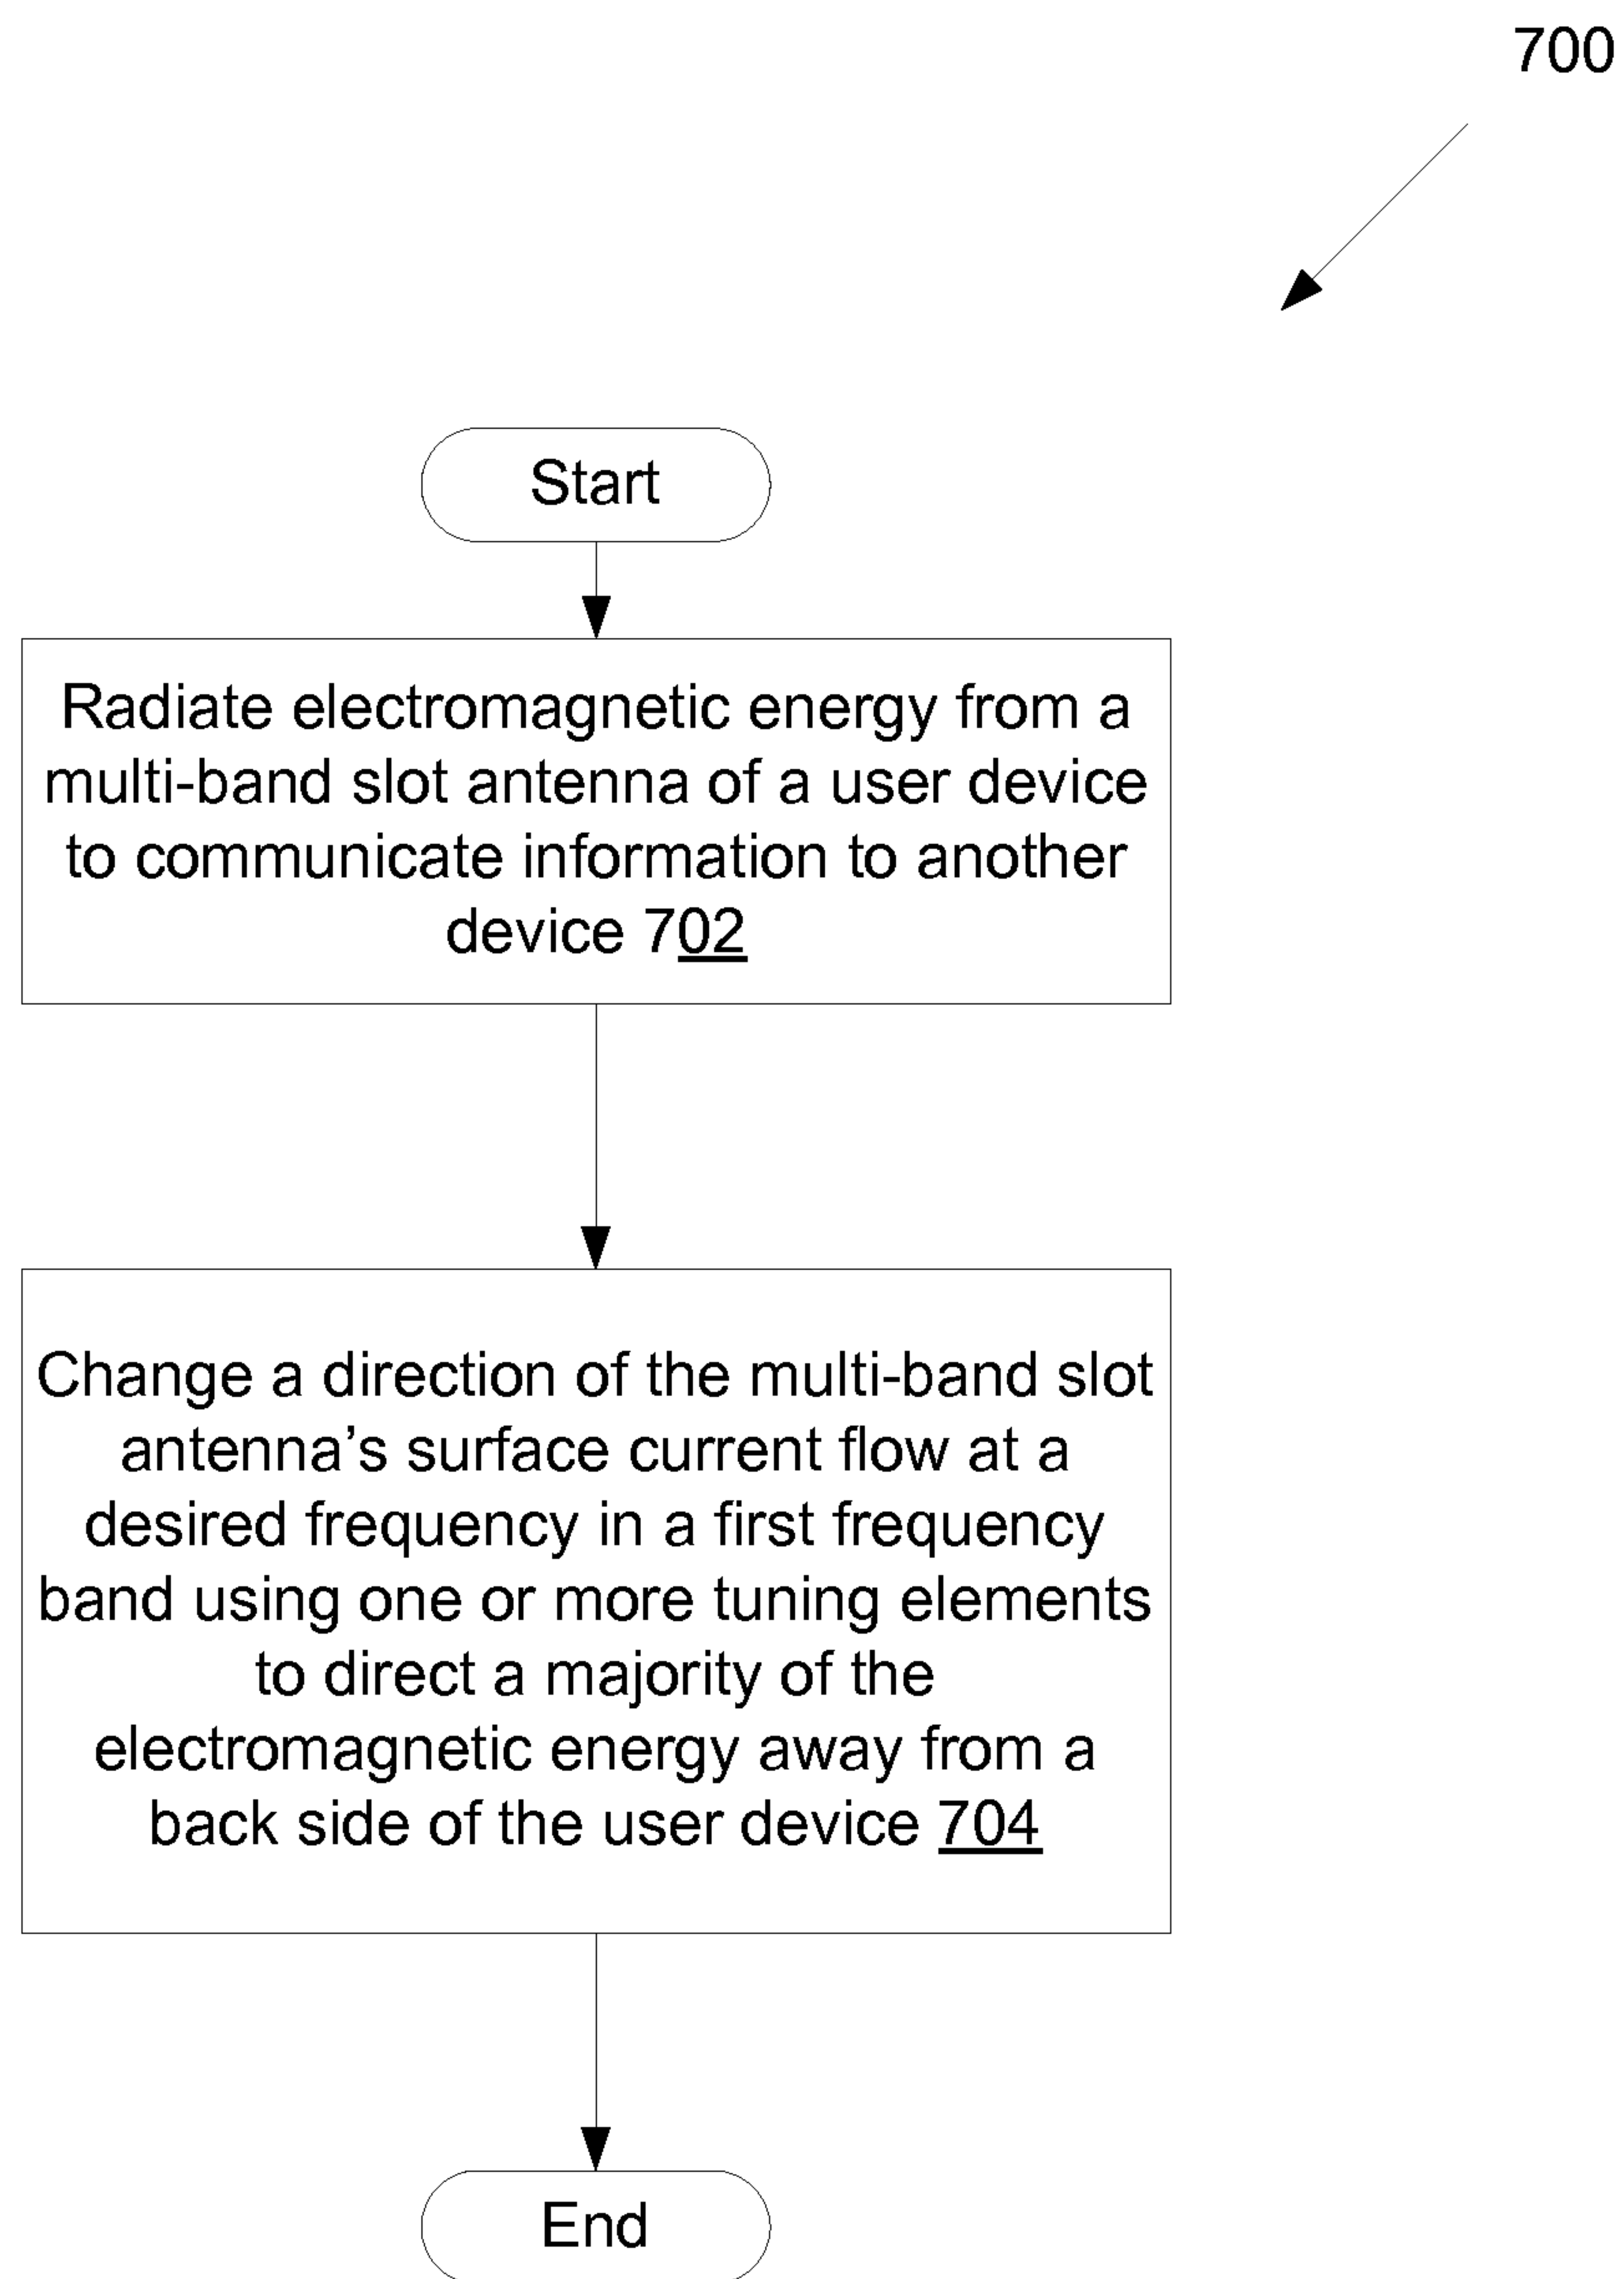 700
Start
Radiate electromagnetic energy from a
multi-band slot antenna of a user device
to communicate information to another
device 702
Change a direction of the multi-band slot
antenna’s surface current flow at a
desired frequency in a first frequency
band using one or more tuning elements
to direct a majority of the
electromagnetic energy away from a
back side of the user device 704
End